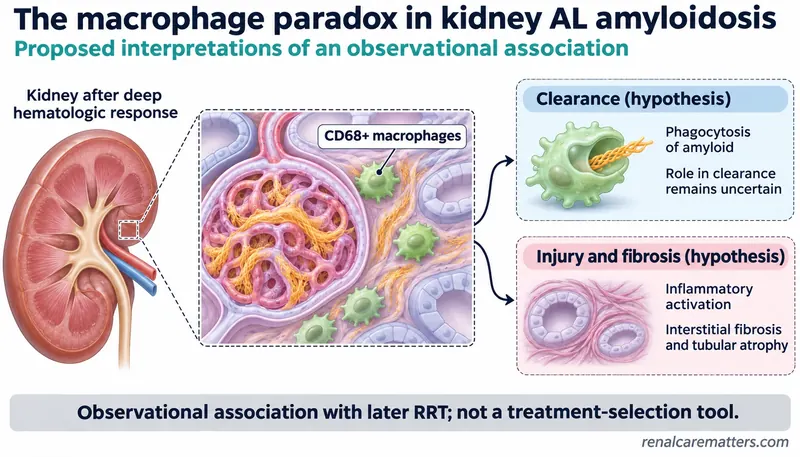 The macrophage paradox in kidney AL amyloidosis
Proposed interpretations of an observational association
Kidney after deep
hematologic response
CD68+ macrophages
Clearance (hypothesis)
Phagocytosis
of amyloid
Role in clearance
remains uncertain
Injury and fibrosis (hypothesis)
Inflammatory
activation
Interstitial fibrosis
and tubular atrophy
Observational association with later RRT; not a treatment-selection tool.
renalcarematters.com